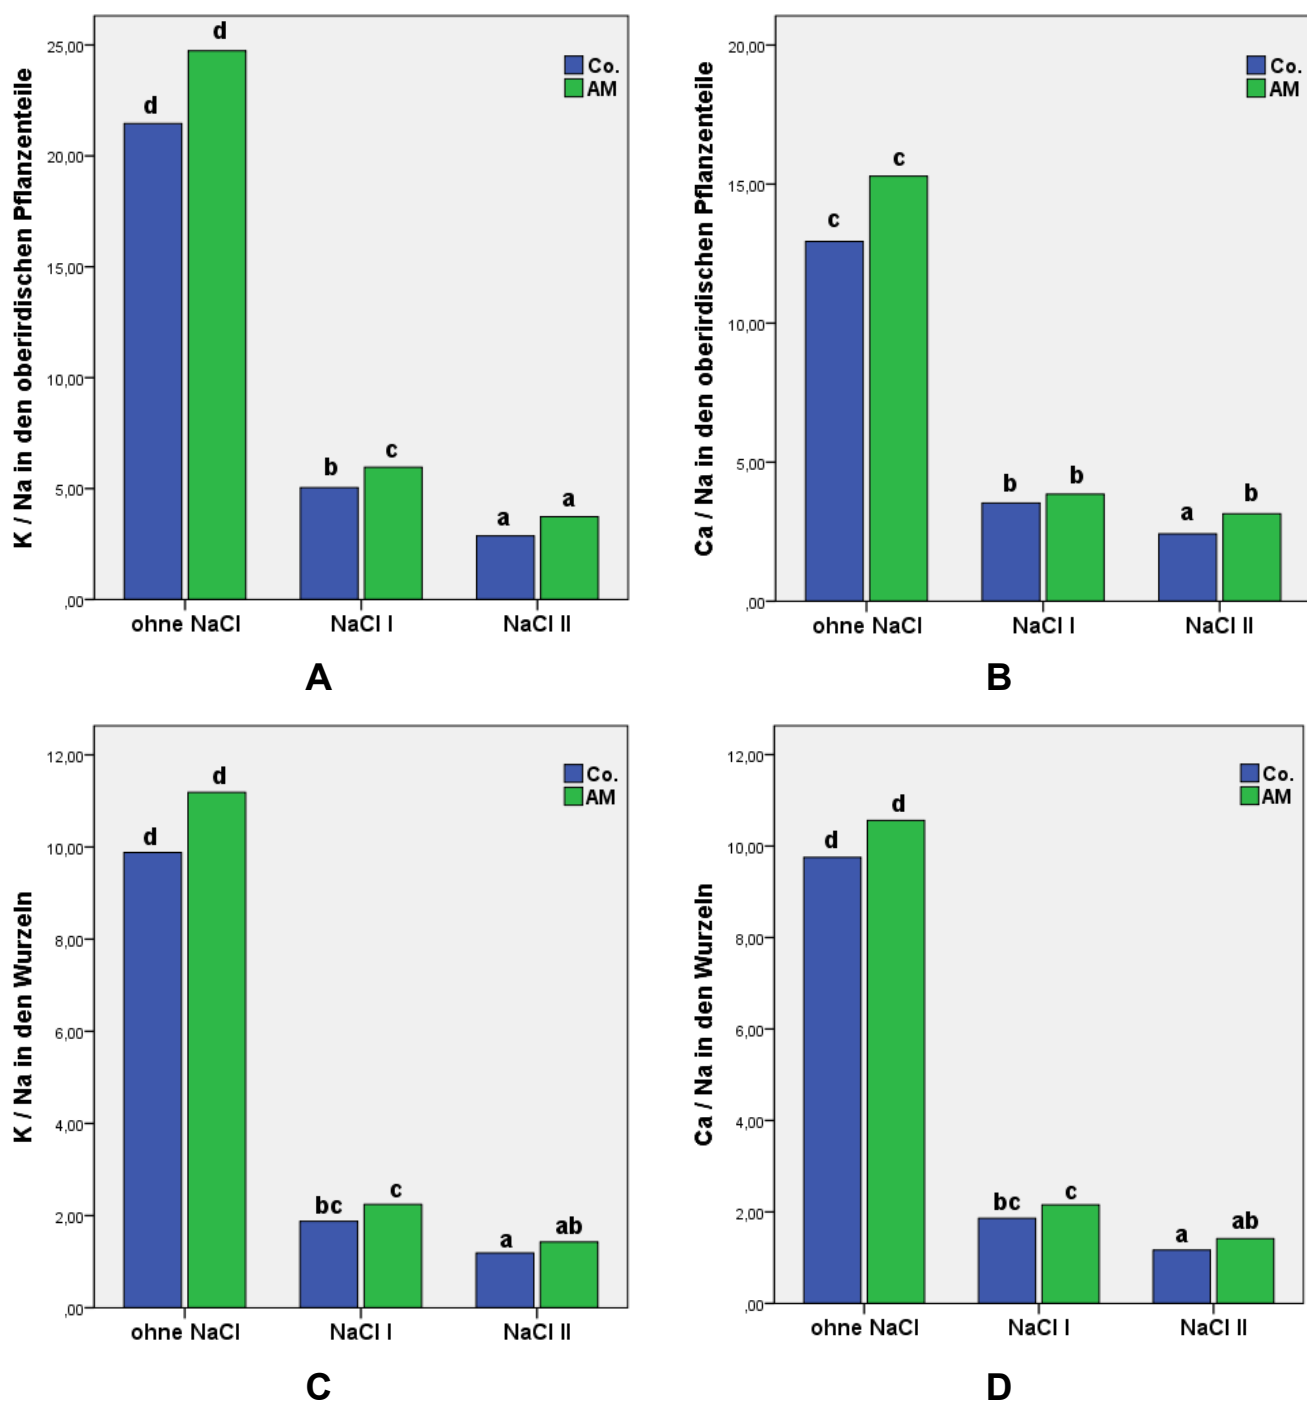 K / Na in den oberirdischen Pflanzenteile
25,00
20,00
15,00
10,00
5,00
,00
Co.
AM
d
d
b
c
a
a
ohne NaCl
NaCl I
NaCl II
A
Ca / Na in den oberirdischen Pflanzenteile
20,00
15,00
10,00
5,00
,00
Co.
AM
c
c
b
b
a
b
ohne NaCl
NaCl I
NaCl II
B
K / Na in den Wurzeln
12,00
10,00
8,00
6,00
4,00
2,00
,00
Co.
AM
d
d
bc
c
a
ab
ohne NaCl
NaCl I
NaCl II
C
Ca / Na in den Wurzeln
12,00
10,00
8,00
6,00
4,00
2,00
,00
Co.
AM
d
d
bc
c
a
ab
ohne NaCl
NaCl I
NaCl II
D